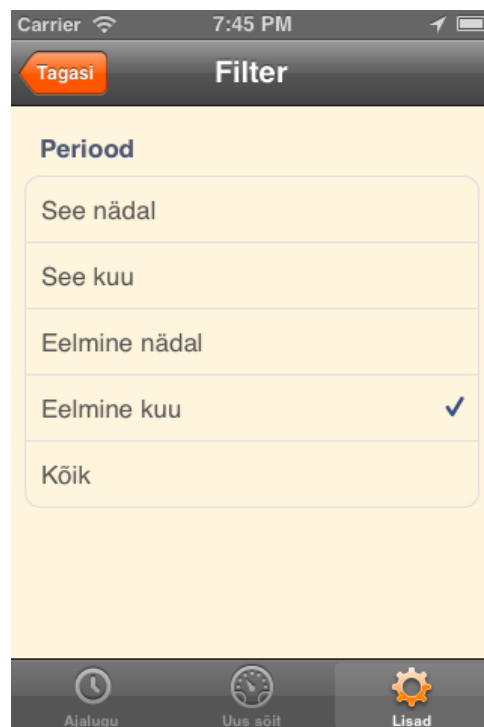 Carrier 7:45 PM
Tagasi Filter
Periood
See nädal
See kuu
Eelmine nädal
Eelmine kuu
Kõik
Ajalugu Uus sõit Lisad